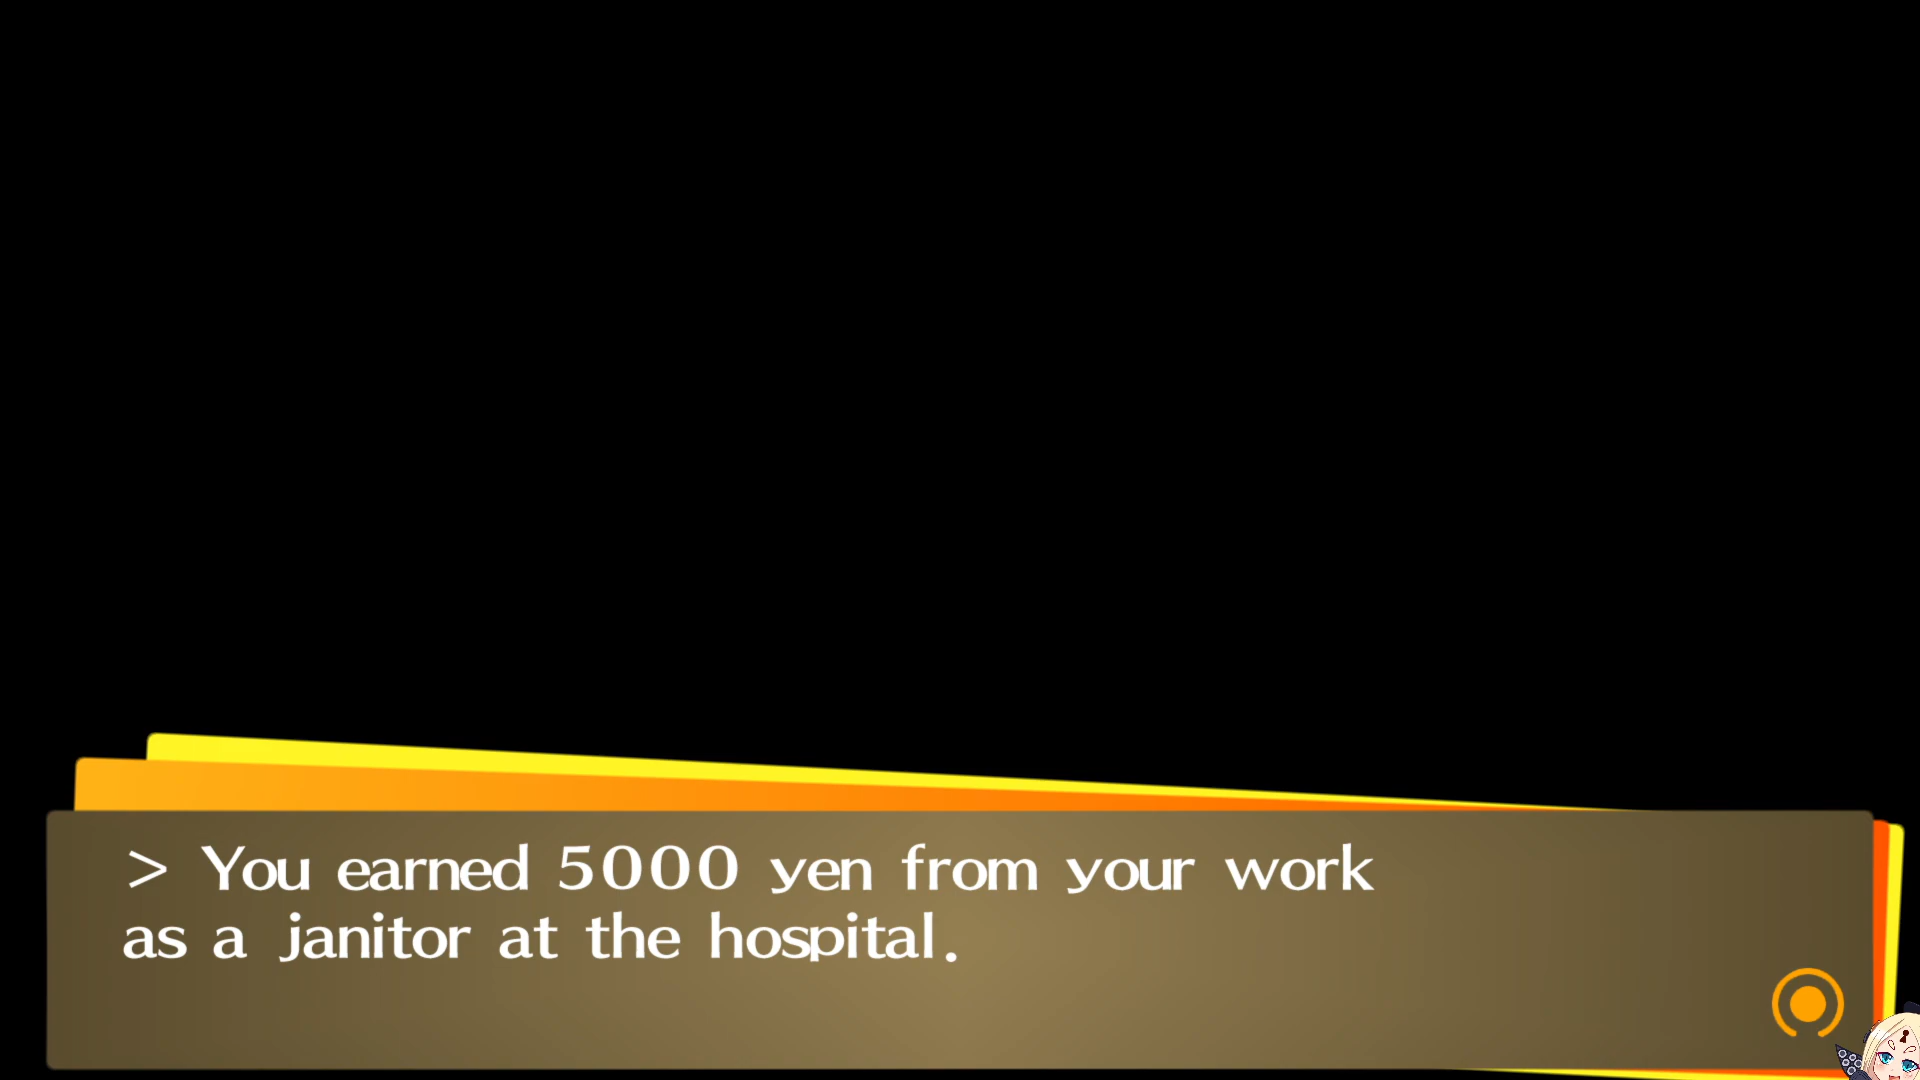 > You earned 5000 yen from your work
as a janitor at the hospital.